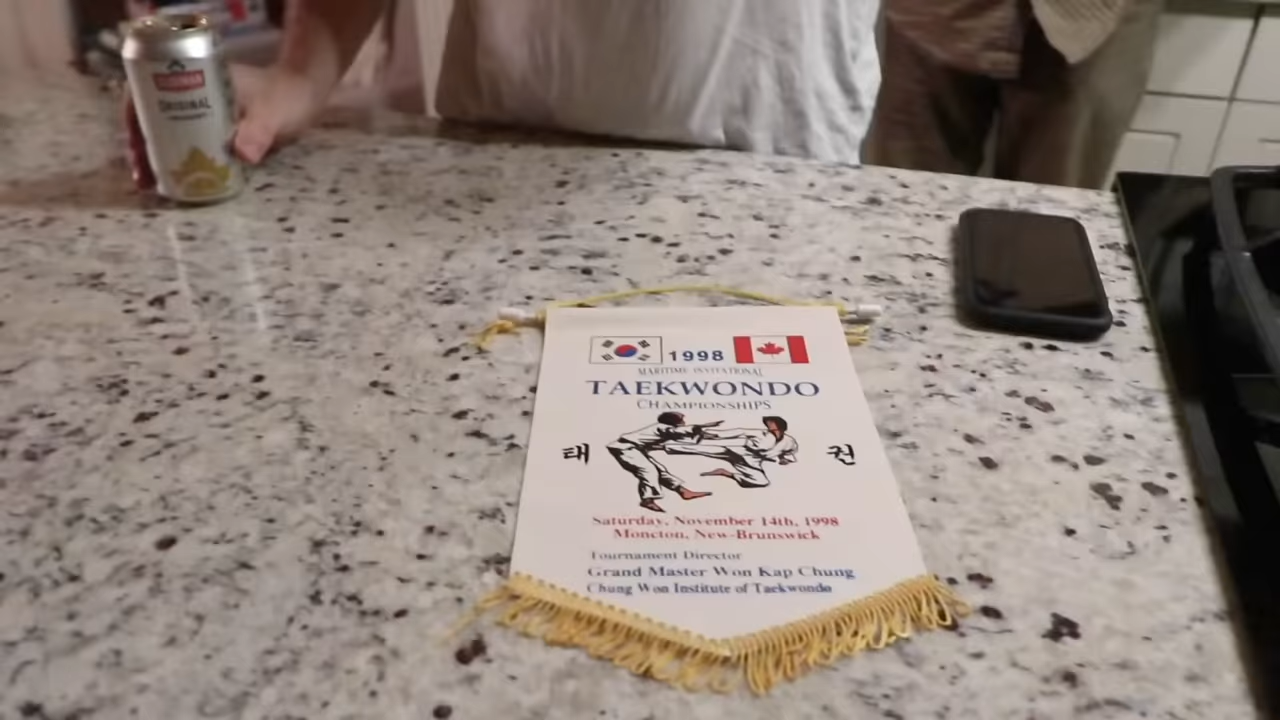 ORIGINAL
1998
MARITIME INVITATIONAL
TAEKWONDO
CHAMPIONSHIPS
태 권
Saturday, November 14th, 1998
Moncton, New-Brunswick
Tournament Director
Grand Master Won Kap Chung
Chung Won Institute of Taekwondo